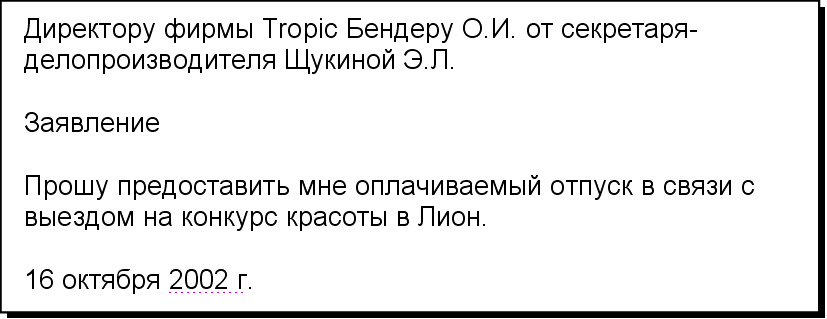 Директору фирмы Tropic Бендеру О.И. от секретаря-
делопроизводителя Щукиной Э.Л.
Заявление
Прошу предоставить мне оплачиваемый отпуск в связи с
выездом на конкурс красоты в Лион.
16 октября 2002 г.